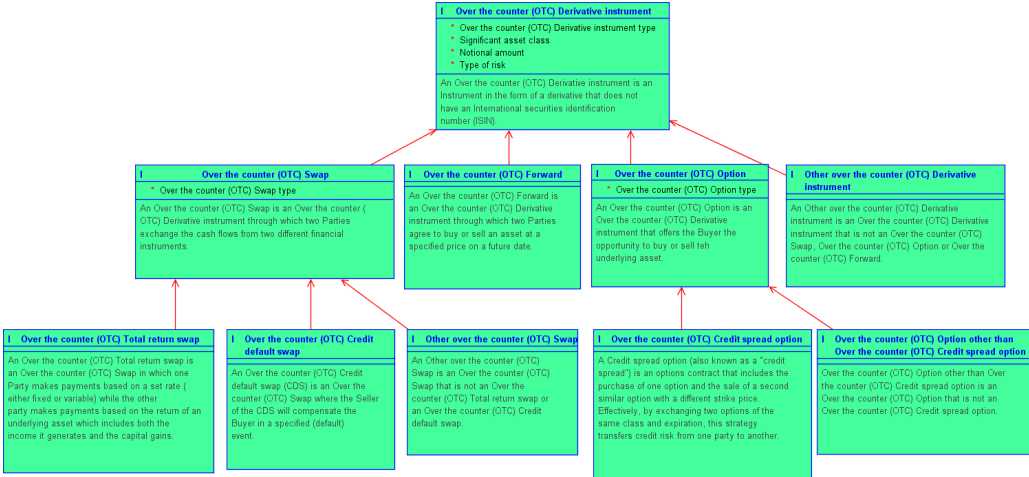 I Over the counter (OTC) Derivative instrument
* Over the counter (OTC) Derivative instrument type
* Significant asset class
* Notional amount
* Type of risk
An Over the counter (OTC) Derivative instrument is an
Instrument in the form of a derivative that does not
have an International securities identification
number (ISIN).
I Over the counter (OTC) Swap
* Over the counter (OTC) Swap type
An Over the counter (OTC) Swap is an Over the counter (
OTC) Derivative instrument through which two Parties
exchange the cash flows from two different financial
instruments.
I Over the counter (OTC) Forward
An Over the counter (OTC) Forward is
an Over the counter (OTC) Derivative
instrument through which two Parties
agree to buy or sell an asset at a
specified price on a future date.
I Over the counter (OTC) Option
* Over the counter (OTC) Option type
An Over the counter (OTC) Option is an
Over the counter (OTC) Derivative
instrument that offers the Buyer the
opportunity to buy or sell teh
underlying asset.
I Other over the counter (OTC) Derivative
instrument
An Other over the counter (OTC) Derivative
instrument is an Over the counter (OTC) Derivative
instrument that is not an Over the counter (OTC)
Swap, Over the counter (OTC) Option or Over the
counter (OTC) Forward.
I Over the counter (OTC) Total return swap
An Over the counter (OTC) Total return swap is
an Over the counter (OTC) Swap in which one
Party makes payments based on a set rate (
either fixed or variable) while the other
party makes payments based on the return of an
underlying asset which includes both the
income it generates and the capital gains.
I Over the counter (OTC) Credit
default swap
An Over the counter (OTC) Credit
default swap (CDS) is an Over the
counter (OTC) Swap where the Seller
of the CDS will compensate the
Buyer in a specified (default)
event.
I Other over the counter (OTC) Swap
An Other over the counter (OTC)
Swap is an Over the counter (OTC)
Swap that is not an Over the
counter (OTC) Total return swap or
an Over the counter (OTC) Credit
default swap.
I Over the counter (OTC) Credit spread option
A Credit spread option (also known as a "credit
spread") is an options contract that includes the
purchase of one option and the sale of a second
similar option with a different strike price.
Effectively, by exchanging two options of the
same class and expiration, this strategy
transfers credit risk from one party to another.
I Over the counter (OTC) Option other than
Over the counter (OTC) Credit spread option
Over the counter (OTC) Option other than Over
the counter (OTC) Credit spread option is an
Over the counter (OTC) Option that is not an
Over the counter (OTC) Credit spread option.